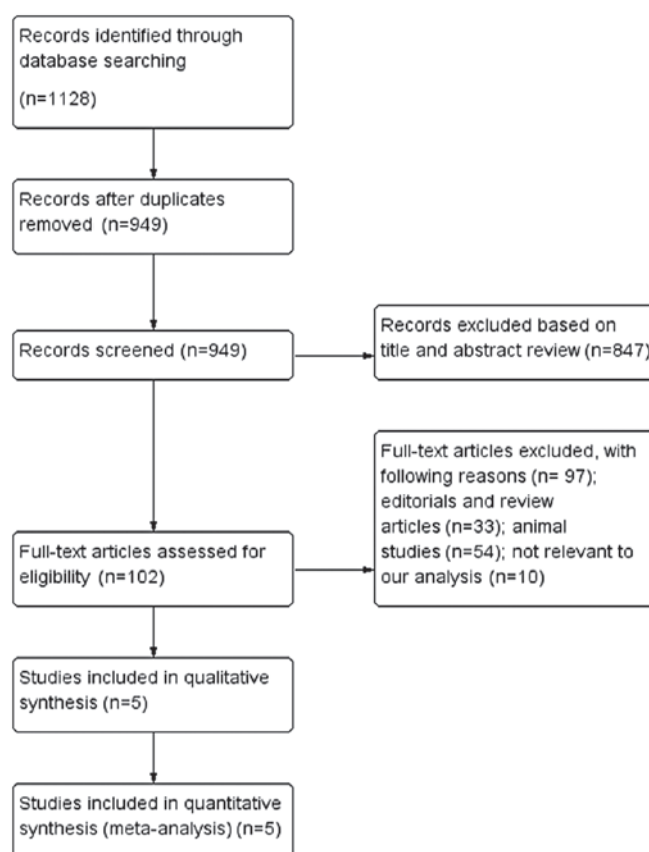 Records identified through
database searching
(n=1128)
Records after duplicates
removed (n=949)
Records screened (n=949)
Records excluded based on
title and abstract review (n=847)
Full-text articles excluded, with
following reasons (n= 97);
editorials and review
articles (n=33); animal
studies (n=54); not relevant to
our analysis (n=10)
Full-text articles assessed for
eligibility (n=102)
Studies included in qualitative
synthesis (n=5)
Studies included in quantitative
synthesis (meta-analysis) (n=5)